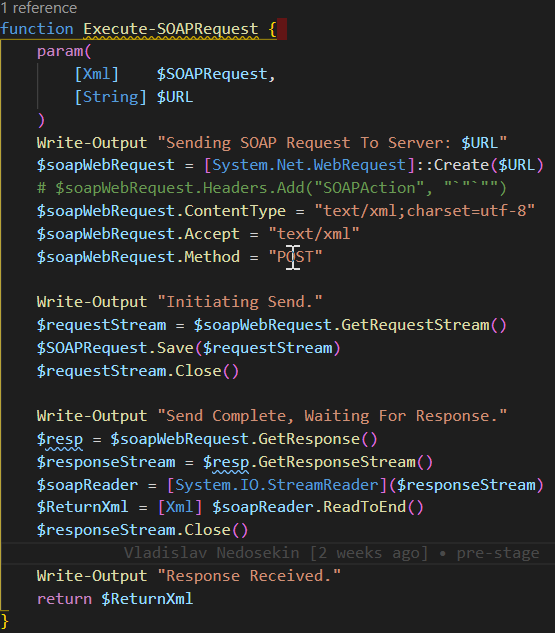 1 reference
function Execute-SOAPRequest {
param(
[Xml] $SOAPRequest,
[String] $URL
)
Write-Output "Sending SOAP Request To Server: $URL"
$soapWebRequest = [System.Net.WebRequest]::Create($URL)
# $soapWebRequest.Headers.Add("SOAPAction", "`"`"")
$soapWebRequest.ContentType = "text/xml;charset=utf-8"
$soapWebRequest.Accept = "text/xml"
$soapWebRequest.Method = "POST"
Write-Output "Initiating Send."
$requestStream = $soapWebRequest.GetRequestStream()
$SOAPRequest.Save($requestStream)
$requestStream.Close()
Write-Output "Send Complete, Waiting For Response."
$resp = $soapWebRequest.GetResponse()
$responseStream = $resp.GetResponseStream()
$soapReader = [System.IO.StreamReader]($responseStream)
$ReturnXml = [Xml] $soapReader.ReadToEnd()
$responseStream.Close()
Vladislav Nedosekin [2 weeks ago] • pre-stage
Write-Output "Response Received."
return $ReturnXml
}